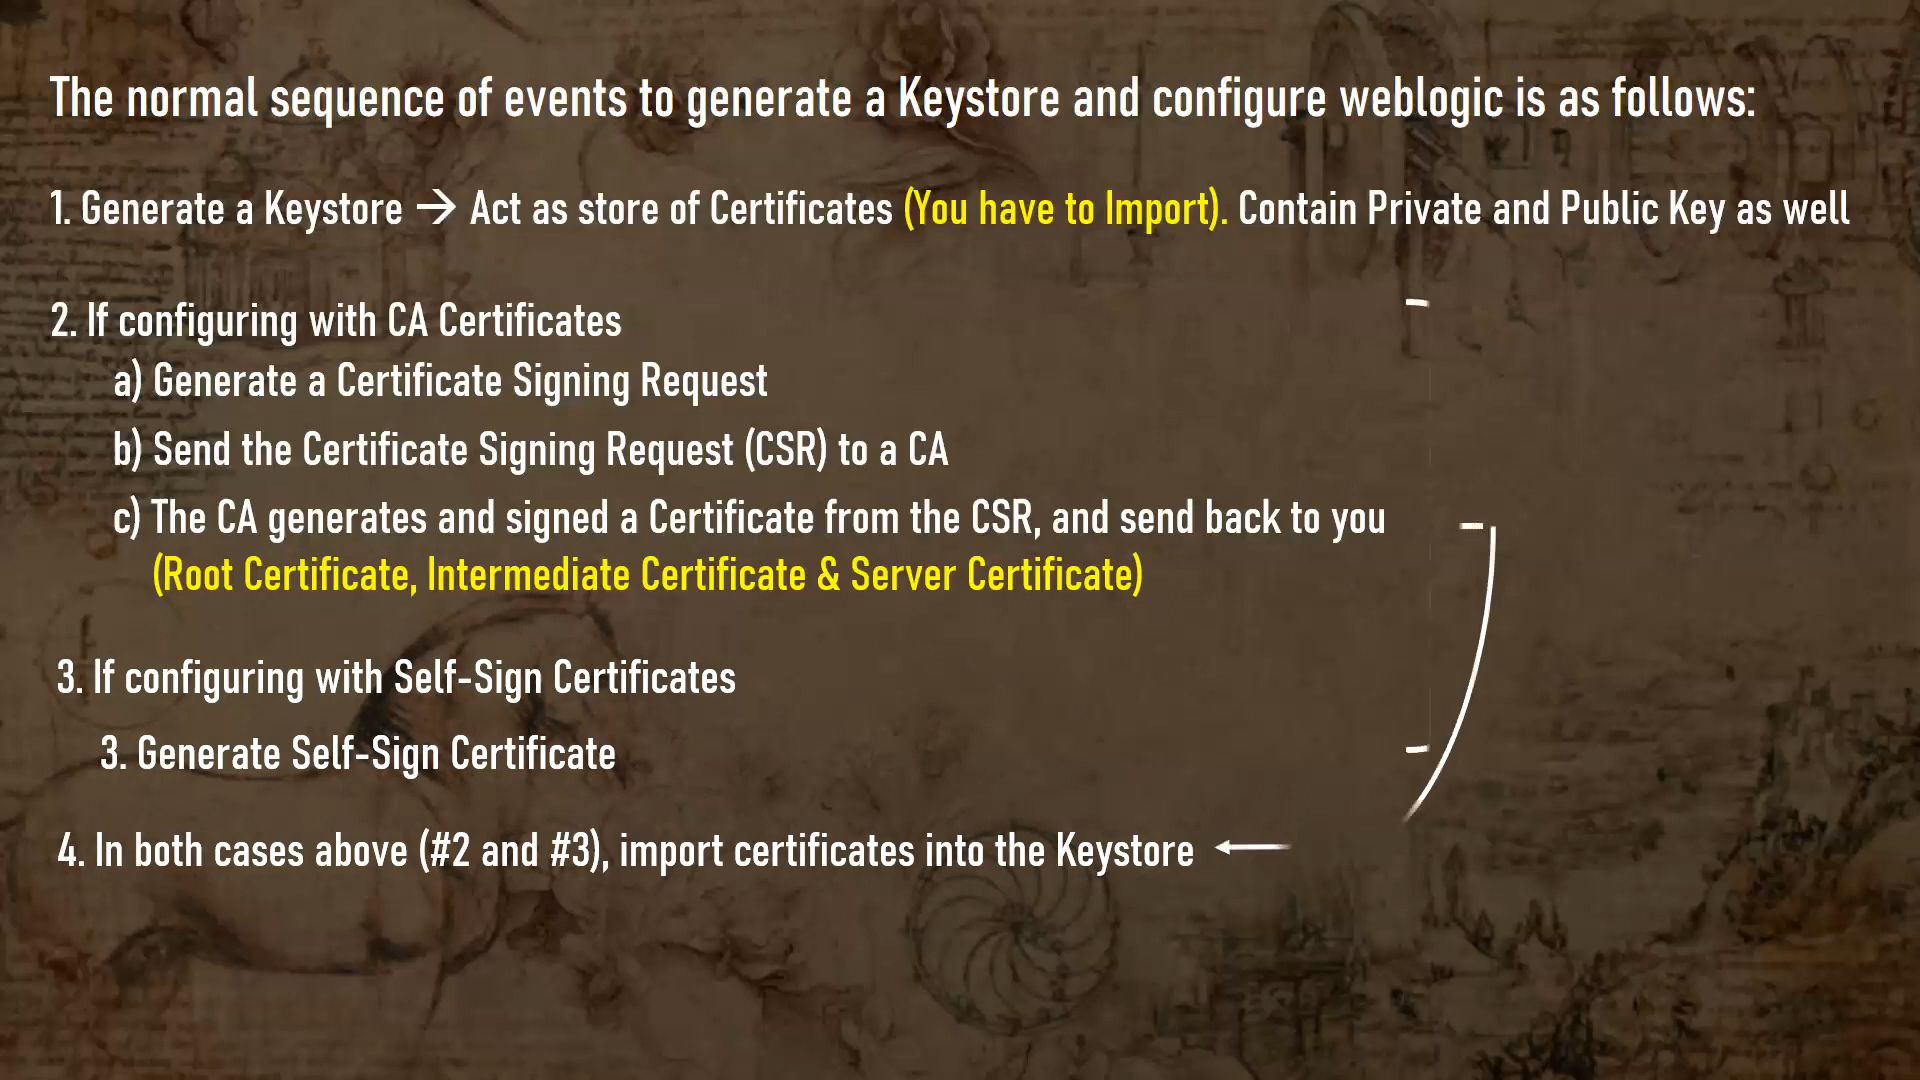 The normal sequence of events to generate a Keystore and configure weblogic is as follows:
1. Generate a Keystore → Act as store of Certificates (You have to Import). Contain Private and Public Key as well
2. If configuring with CA Certificates
a) Generate a Certificate Signing Request
b) Send the Certificate Signing Request (CSR) to a CA
c) The CA generates and signed a Certificate from the CSR, and send back to you
(Root Certificate, Intermediate Certificate & Server Certificate)
3. If configuring with Self-Sign Certificates
3. Generate Self-Sign Certificate
4. In both cases above (#2 and #3), import certificates into the Keystore